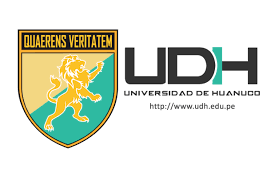 QUAERENS VERITATEM
UDH
UNIVERSIDAD DE HUANUCO
http://www.udh.edu.pe